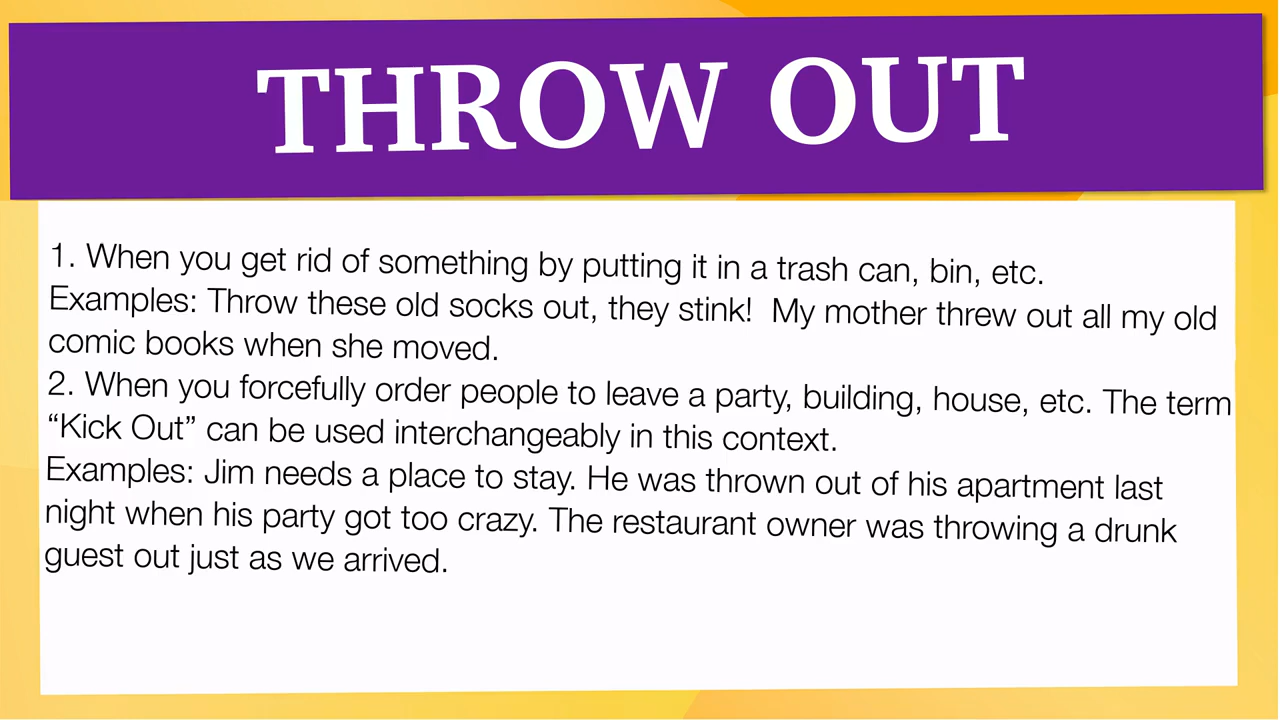 THROW OUT
1. When you get rid of something by putting it in a trash can, bin, etc.
Examples: Throw these old socks out, they stink!  My mother threw out all my old
comic books when she moved.
2. When you forcefully order people to leave a party, building, house, etc. The term
“Kick Out” can be used interchangeably in this context.
Examples: Jim needs a place to stay. He was thrown out of his apartment last
night when his party got too crazy. The restaurant owner was throwing a drunk
guest out just as we arrived.